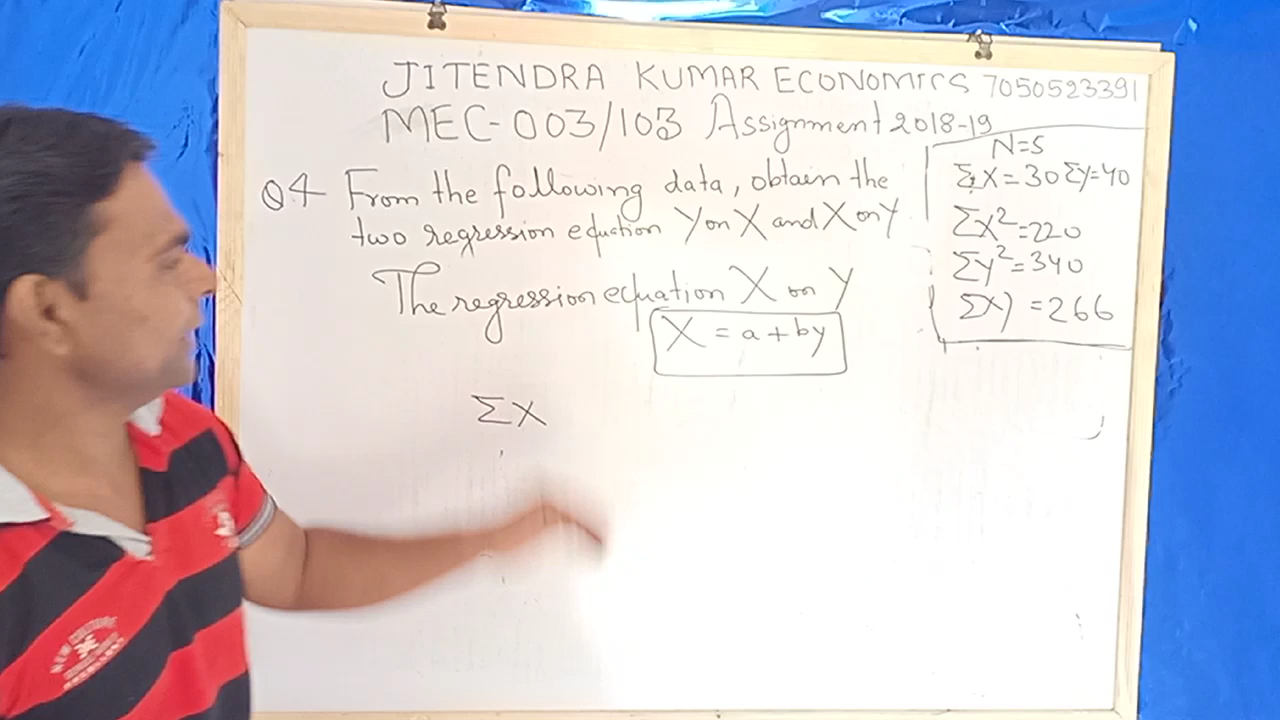 JITENDRA KUMAR ECONOMICS 7050523391
MEC-003/103 Assignment 2018-19
Q4 From the following data, obtain the
two regression equation Y on X and X on Y
The regression equation X on Y
X = a + by
ΣX
N=5
ΣX = 30 ΣY=40
ΣX²=220
Σy²=340
ΣXY = 266